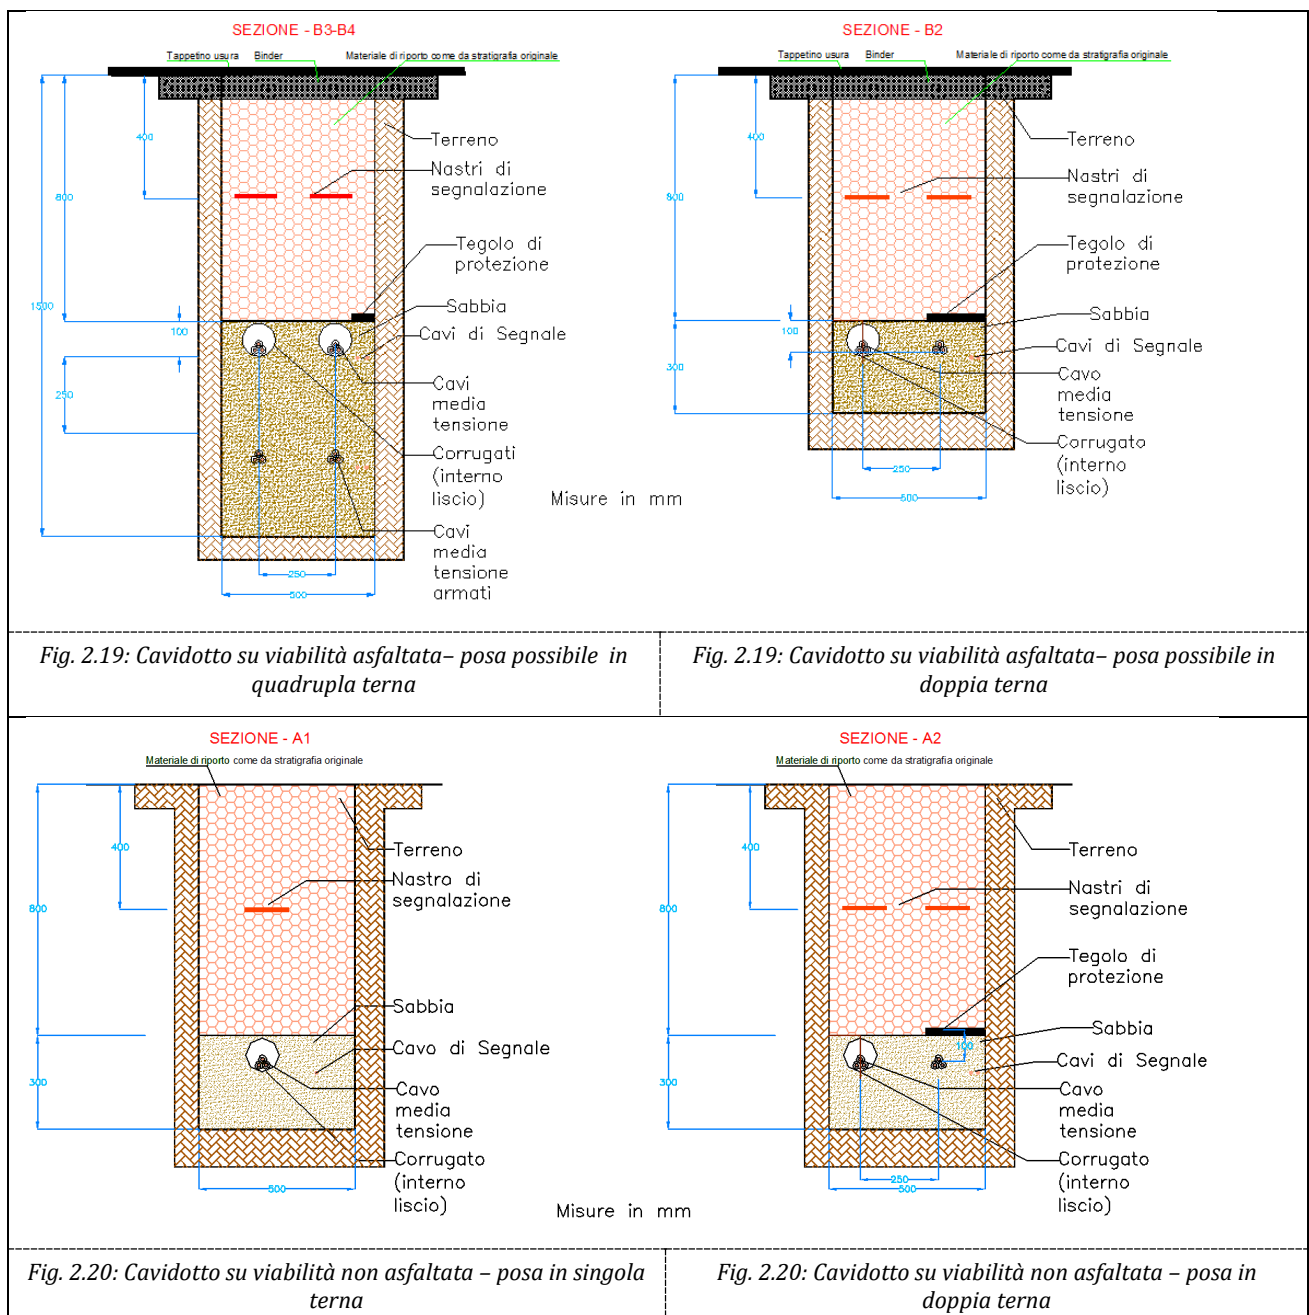 SEZIONE - B3-B4
Tappetino usura Binder Materiale di riporto come da stratigrafia originale
400
800
1500
100
250
250
500
Terreno
Nastri di
segnalazione
Tegolo di
protezione
Sabbia
Cavi di Segnale
Cavi
media
tensione
Corrugati
(interno
liscio)
Cavi
media
tensione
armati
Misure in mm
SEZIONE - B2
Tappetino usura Binder Materiale di riporto come da stratigrafia originale
400
100
300
250
Terreno
Nastri di
segnalazione
Tegolo di
protezione
Sabbia
Cavi di Segnale
Cavo
media
tensione
Corrugato
(interno
liscio)
Fig. 2.19: Cavidotto su viabilità asfaltata– posa possibile in
quadrupla terna
Fig. 2.19: Cavidotto su viabilità asfaltata– posa possibile in
doppia terna
SEZIONE - A1
Materiale di riporto come da stratigrafia originale
400
800
300
500
Terreno
Nastro di
segnalazione
Sabbia
Cavo di Segnale
Cavo
media
tensione
Corrugato
(interno
liscio)
Misure in mm
SEZIONE - A2
Materiale di riporto come da stratigrafia originale
400
800
300
100
250
500
Terreno
Nastri di
segnalazione
Tegolo di
protezione
Sabbia
Cavi di Segnale
Cavo
media
tensione
Corrugato
(interno
liscio)
Fig. 2.20: Cavidotto su viabilità non asfaltata – posa in singola
terna
Fig. 2.20: Cavidotto su viabilità non asfaltata – posa in
doppia terna